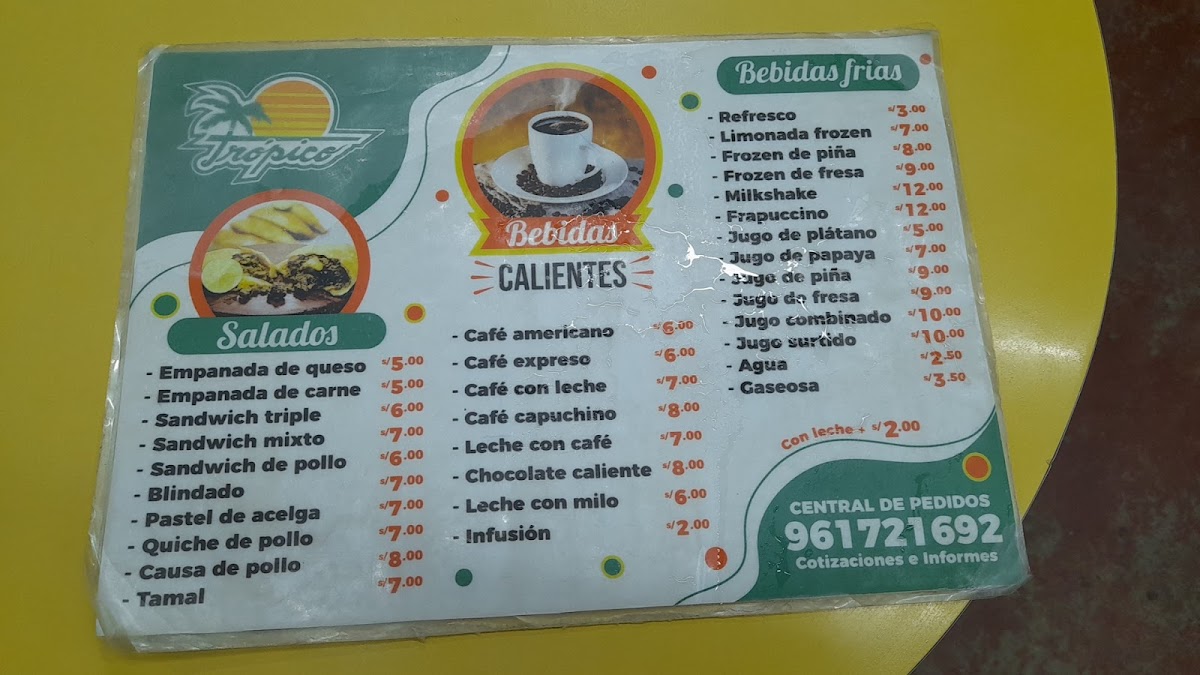 Trópico
Salados
- Empanada de queso s/5.00
- Empanada de carne s/5.00
- Sandwich triple s/6.00
- Sandwich mixto s/7.00
- Sandwich de pollo s/6.00
- Blindado s/7.00
- Pastel de acelga s/7.00
- Quiche de pollo s/7.00
- Causa de pollo s/8.00
- Tamal s/7.00
Bebidas
CALIENTES
- Café americano s/6.00
- Café expreso s/6.00
- Café con leche s/7.00
- Café capuchino s/8.00
- Leche con café s/7.00
- Chocolate caliente s/8.00
- Leche con milo s/6.00
- Infusión s/2.00
Bebidas frias
- Refresco s/3.00
- Limonada frozen s/7.00
- Frozen de piña s/8.00
- Frozen de fresa s/9.00
- Milkshake s/12.00
- Frapuccino s/12.00
- Jugo de plátano s/5.00
- Jugo de papaya s/7.00
- Jugo de piña s/9.00
- Jugo de fresa s/9.00
- Jugo combinado s/10.00
- Jugo surtido s/10.00
- Agua s/2.50
- Gaseosa s/3.50
Con leche + s/2.00
CENTRAL DE PEDIDOS
961721692
Cotizaciones e Informes